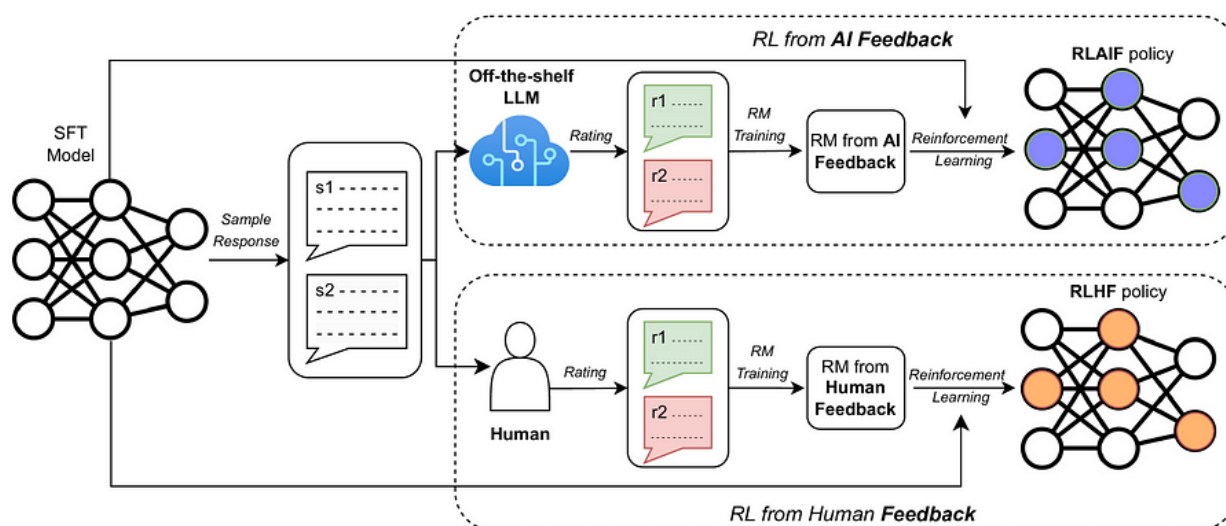 RL from AI Feedback
Off-the-shelf
LLM
RLAIF policy
SFT
Model
Sample
Response
s1
s2
Rating
r1
r2
RM
Training
RM from AI
Feedback
Reinforcement
Learning
Human
Rating
r1
r2
RM
Training
RM from
Human
Feedback
Reinforcement
Learning
RLHF policy
RL from Human Feedback